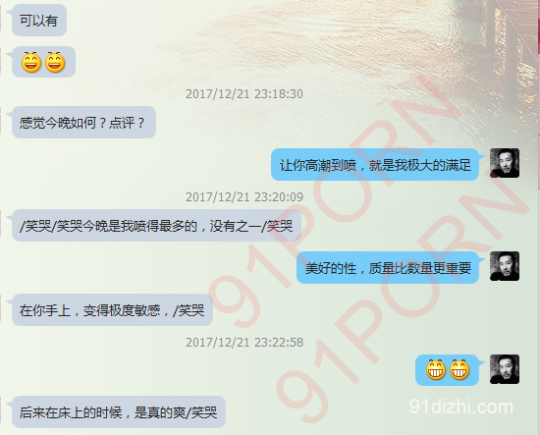 可以有
2017/12/21 23:18:30
感觉今晚如何？点评？
让你高潮到喷，就是我极大的满足
2017/12/21 23:20:09
/笑哭/笑哭今晚是我喷得最多的，没有之一/笑哭
美好的性，质量比数量更重要
在你手上，变得极度敏感，/笑哭
2017/12/21 23:22:58
后来在床上的时候，是真的爽/笑哭
91PORN
91PORN
91dizhi.com